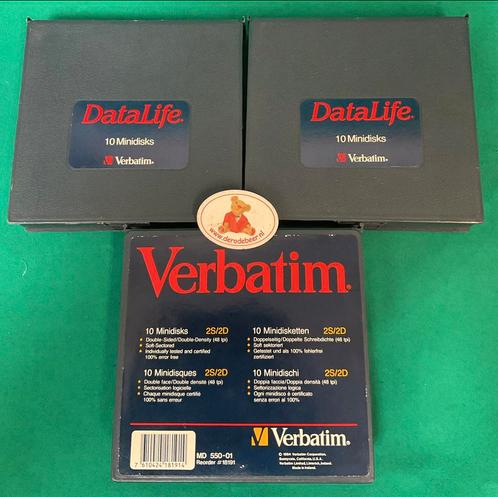 DataLife®
10 Minidisks
Verbatim®
DataLife®
10 Minidisks
Verbatim®
www.derodebeer.nl
Verbatim®
10 Minidisks 2S/2D
• Double-Sided/Double-Density (48 tpi)
• Soft-Sectored
• Individually tested and certified
100% error free
10 Minidisketten 2S/2D
• Doppelseitig/Doppelte Schreibdichte (48 tpi)
• Soft sektoriert
• Getestet und als 100% fehlerfrei
zertifiziert
10 Minidisques 2S/2D
• Double face/Double densité (48 tpi)
• Sectorisation logicielle
• Chaque minidisque certifié
100% sans erreur
10 Minidischi 2S/2D
• Doppia faccia/Doppia densità (48 tpi)
• Settorizzazione logica
• Ogni minidisco è certificato
senza errori al 100%
7 610424 181914
MD 550-01
Reorder #18191
Verbatim®
© 1984 Verbatim Corporation,
Sunnyvale, California, U.S.A.
Verbatim Limited, Limerick, Ireland.
Made in Ireland.